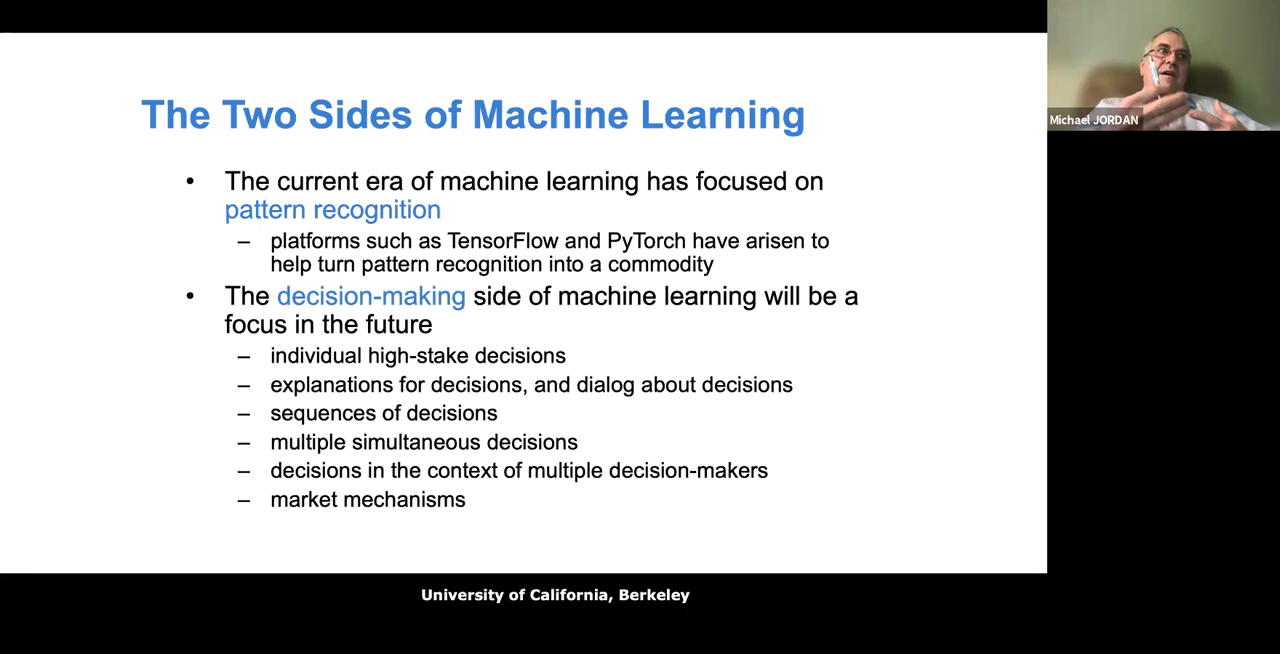 The Two Sides of Machine Learning
• The current era of machine learning has focused on
pattern recognition
– platforms such as TensorFlow and PyTorch have arisen to
help turn pattern recognition into a commodity
• The decision-making side of machine learning will be a
focus in the future
– individual high-stake decisions
– explanations for decisions, and dialog about decisions
– sequences of decisions
– multiple simultaneous decisions
– decisions in the context of multiple decision-makers
– market mechanisms
Michael JORDAN
University of California, Berkeley